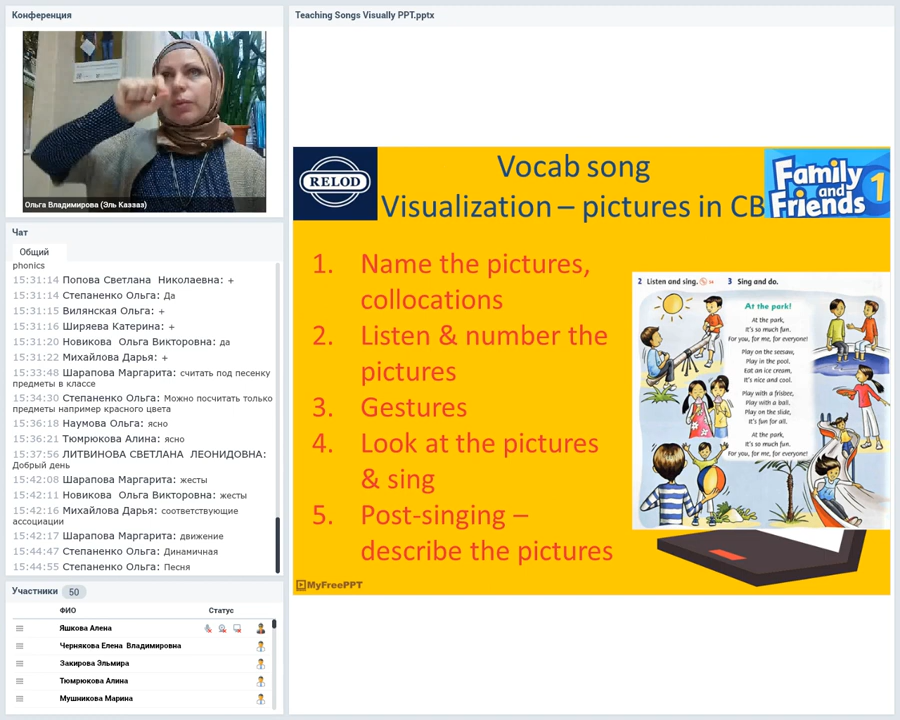 Конференция
Ольга Владимирова (Эль Каззаз)
Чат
Общий
phonics
15:31:14 Попова Светлана Николаевна: +
15:31:14 Степаненко Ольга: Да
15:31:15 Вилянская Ольга: +
15:31:16 Ширяева Катерина: +
15:31:20 Новикова Ольга Викторовна: да
15:31:22 Михайлова Дарья: +
15:33:48 Шарапова Маргарита: считать под песенку
предметы в классе
15:34:30 Степаненко Ольга: Можно посчитать только
предметы например красного цвета
15:36:18 Наумова Ольга: ясно
15:36:21 Тюмрюкова Алина: ясно
15:37:56 ЛИТВИНОВА СВЕТЛАНА ЛЕОНИДОВНА:
Добрый день
15:42:08 Шарапова Маргарита: жесты
15:42:11 Новикова Ольга Викторовна: жесты
15:42:16 Михайлова Дарья: соответствующие
ассоциации
15:42:17 Шарапова Маргарита: движение
15:44:47 Степаненко Ольга: Динамичная
15:44:55 Степаненко Ольга: Песня
Участники 50
ФИО Статус
Яшкова Алена
Чернякова Елена Владимировна
Закирова Эльмира
Тюмрюкова Алина
Мушникова Марина
Teaching Songs Visually PPT.pptx
RELOD
Vocab song
Visualization – pictures in CB
Family
and
Friends 1
1. Name the pictures,
collocations
2. Listen & number the
pictures
3. Gestures
4. Look at the pictures
& sing
5. Post-singing –
describe the pictures
2 Listen and sing. 3 Sing and do.
At the park!
At the park,
It's so much fun.
For you, for me, for everyone!
Play on the seesaw,
Play in the pool.
Eat an ice cream,
It's nice and cool.
Play with a frisbee,
Play with a ball.
Play on the slide,
It's fun for all.
At the park,
It's so much fun.
For you, for me, for everyone!
MyFreePPT